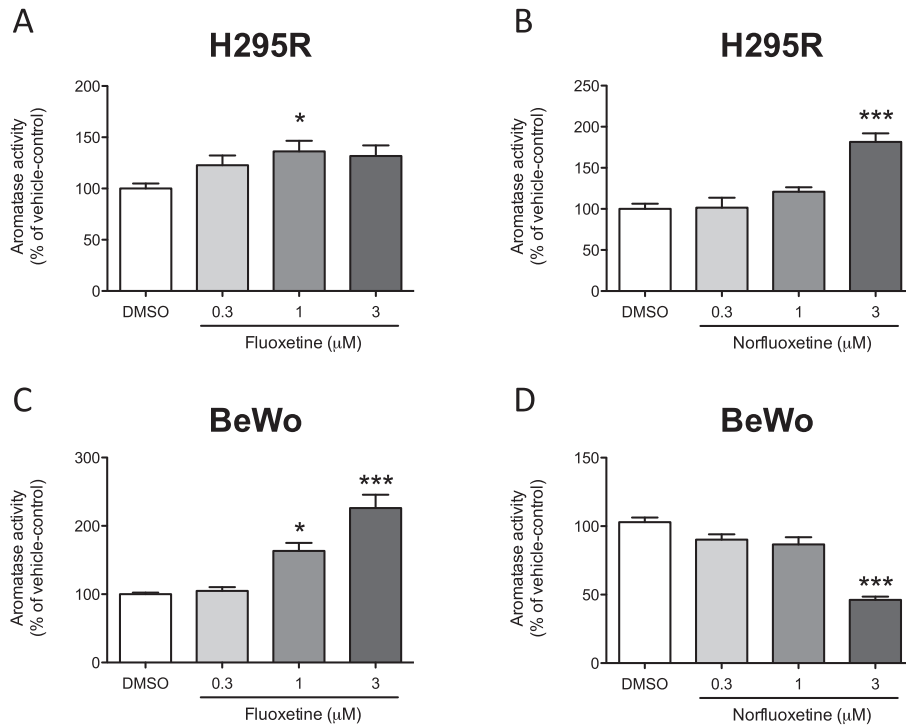 A
H295R
Aromatase activity
(% of vehicle-control)
200
150
100
50
0
*
DMSO
0.3
1
3
Fluoxetine (μM)
B
H295R
Aromatase activity
(% of vehicle-control)
250
200
150
100
50
0
***
DMSO
0.3
1
3
Norfluoxetine (μM)
C
BeWo
Aromatase activity
(% of vehicle-control)
300
200
100
0
*
***
DMSO
0.3
1
3
Fluoxetine (μM)
D
BeWo
Aromatase activity
(% of vehicle-control)
150
100
50
0
***
DMSO
0.3
1
3
Norfluoxetine (μM)